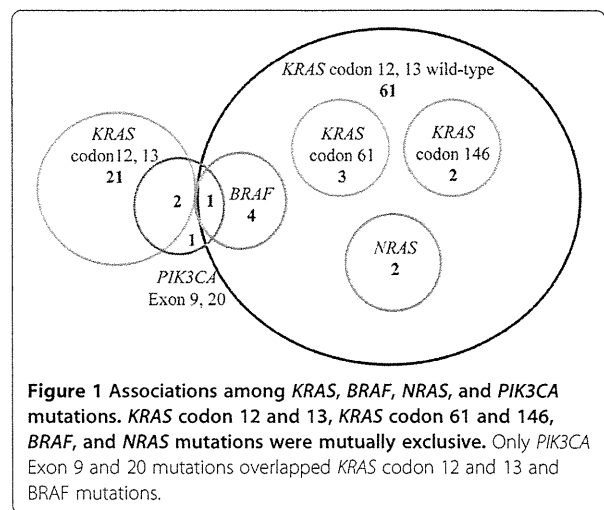 KRAS codon 12, 13 wild-type
61
KRAS
codon12, 13
21
KRAS
codon 61
3
KRAS
codon 146
2
2
1
BRAF
4
1
NRAS
2
PIK3CA
Exon 9, 20
Figure 1 Associations among KRAS, BRAF, NRAS, and PIK3CA
mutations. KRAS codon 12 and 13, KRAS codon 61 and 146,
BRAF, and NRAS mutations were mutually exclusive. Only PIK3CA
Exon 9 and 20 mutations overlapped KRAS codon 12 and 13 and
BRAF mutations.